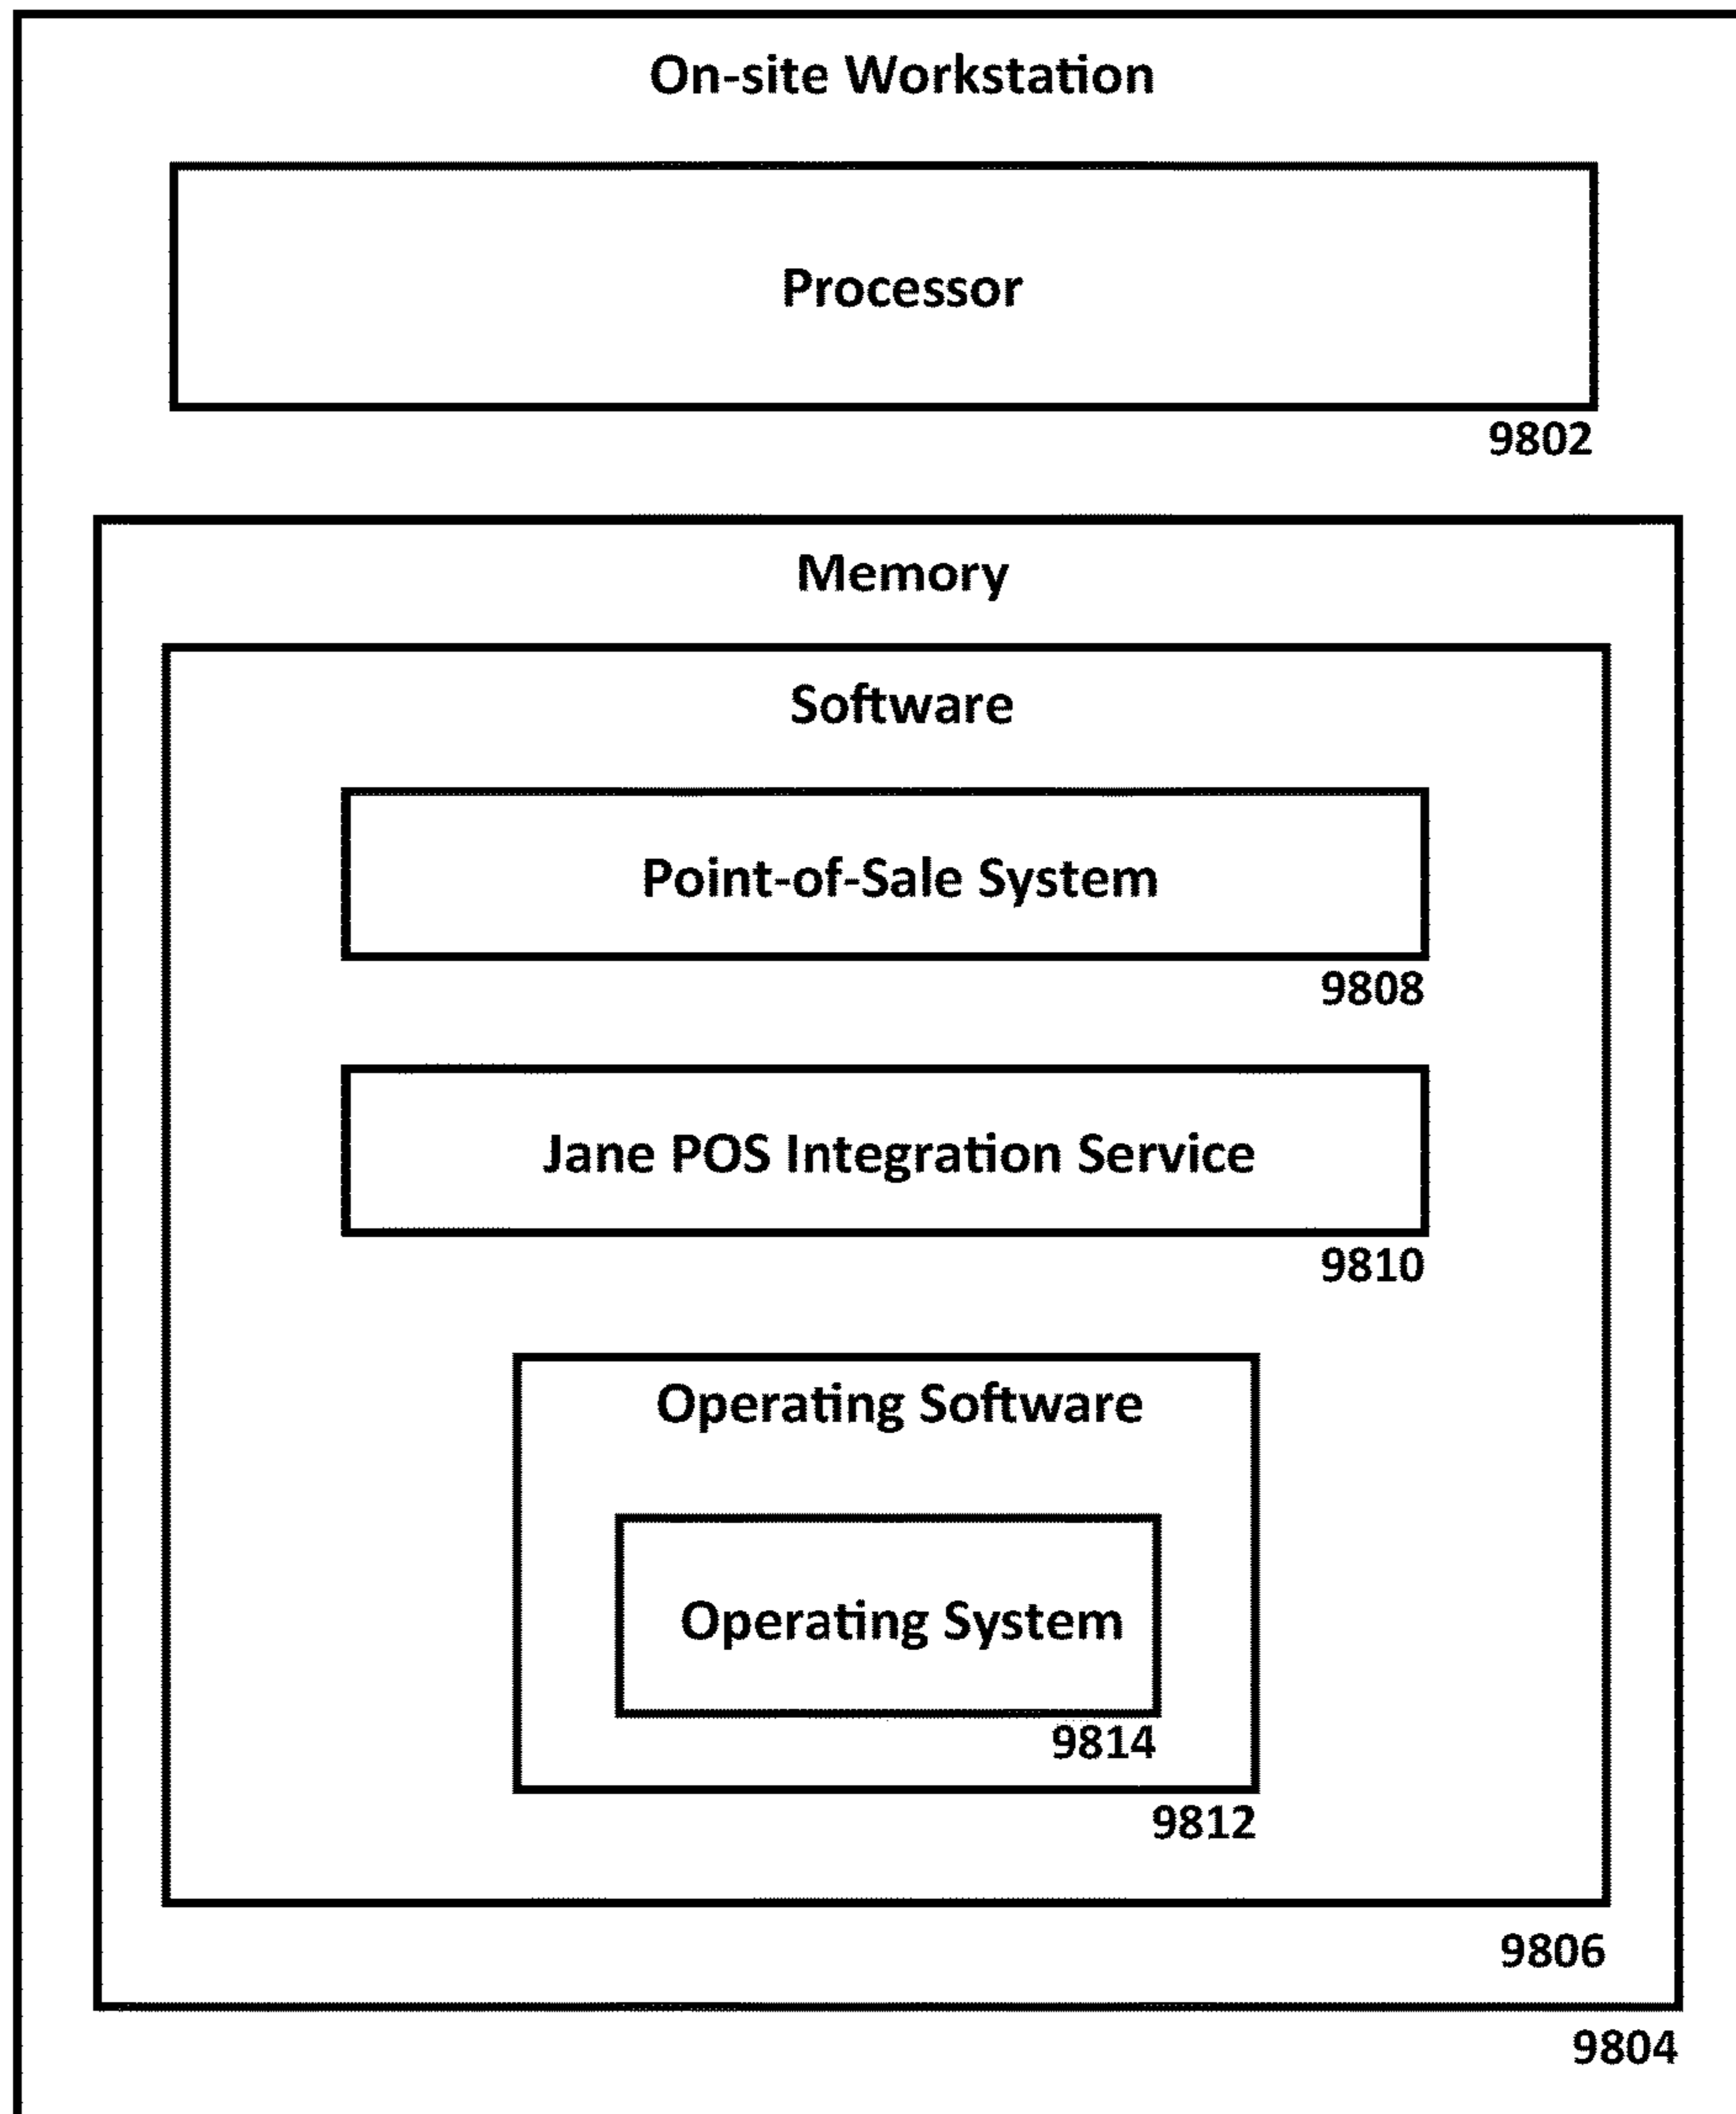 On-site Workstation
Processor
9802
Memory
Software
Point-of-Sale System
9808
Jane POS Integration Service
9810
Operating Software
Operating System
9814
9812
9806
9804